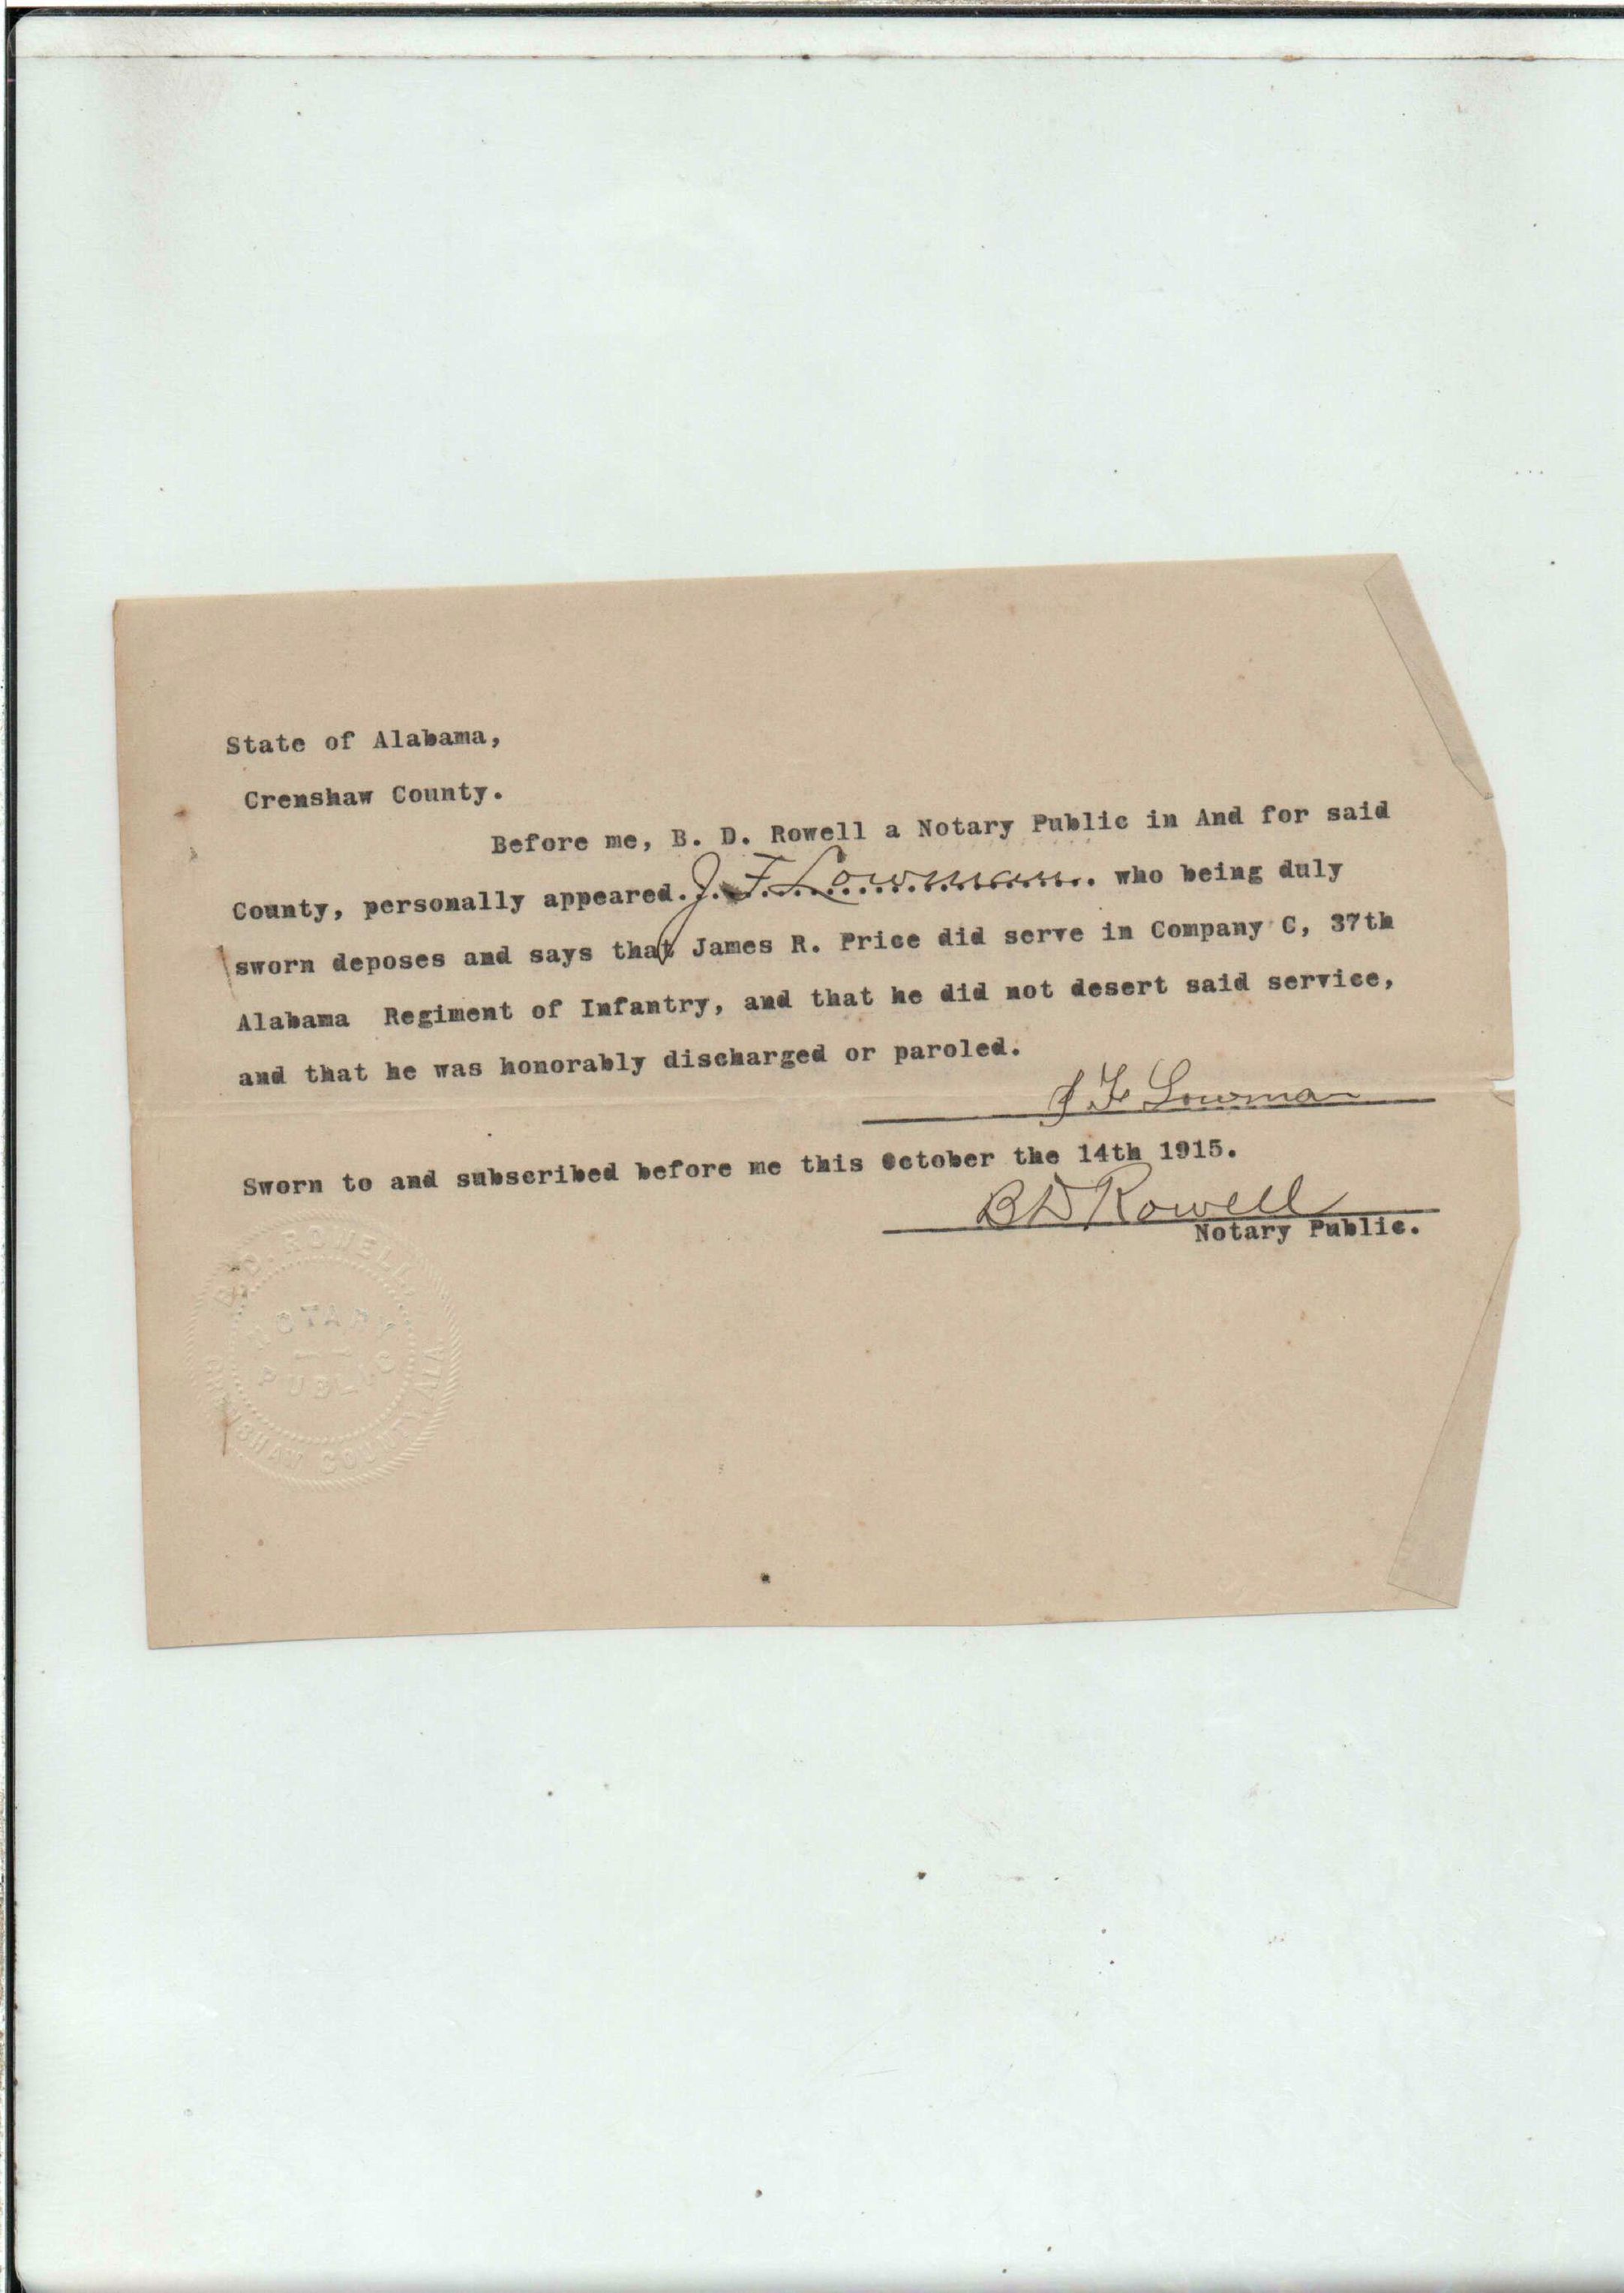 State of Alabama,
Crenshaw County.
Before me, B. D. Rowell a Notary Public in And for said
County, personally appeared. J. F. Lowman. who being duly
sworn deposes and says that James R. Price did serve in Company C, 37th
Alabama Regiment of Infantry, and that he did not desert said service,
and that he was honorably discharged or paroled.
J F Lowman
Sworn to and subscribed before me this October the 14th 1915.
B D Rowell
Notary Public.
B. D. ROWELL
NOTARY
PUBLIC
CRENSHAW COUNTY, ALA.